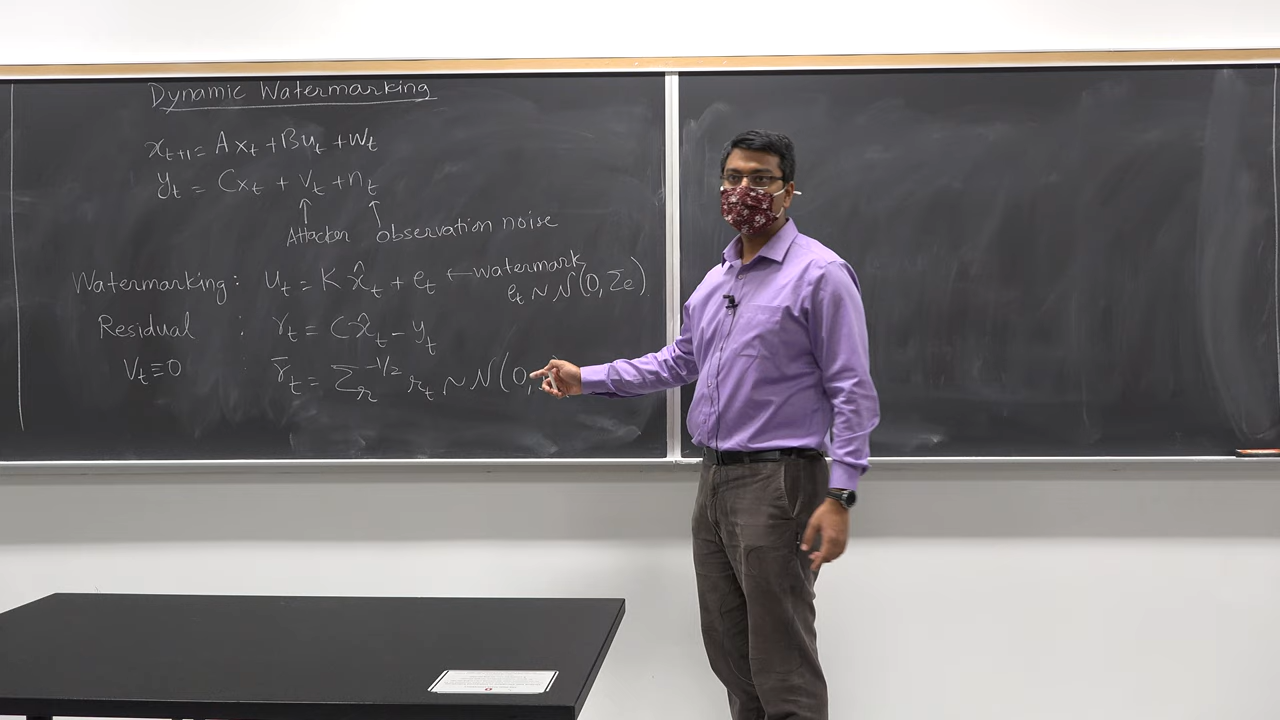 Dynamic Watermarking
x_{t+1} = A x_t + B u_t + w_t
y_t = C x_t + v_t + n_t
↑ ↑
Attacker observation noise
Watermarking : u_t = K x̂_t + e_t ← watermark
e_t ~ N(0, Σ_e)
Residual : r_t = C x̂_t − y_t
V_t ≡ 0 : r̄_t = Σ_r^{-1/2} r_t ~ N(0,